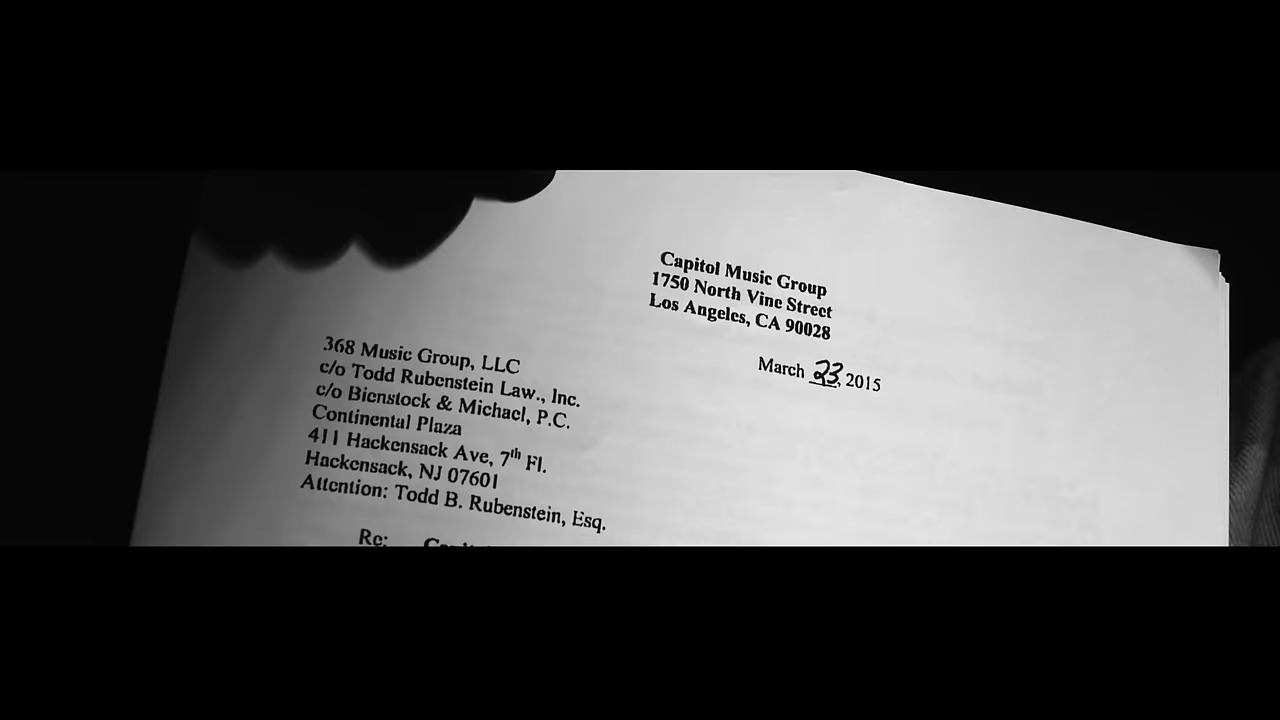 Capitol Music Group
1750 North Vine Street
Los Angeles, CA 90028
March 23, 2015
368 Music Group, LLC
c/o Todd Rubenstein Law., Inc.
c/o Bienstock & Michael, P.C.
Continental Plaza
411 Hackensack Ave, 7th Fl.
Hackensack, NJ 07601
Attention: Todd B. Rubenstein, Esq.
Re: